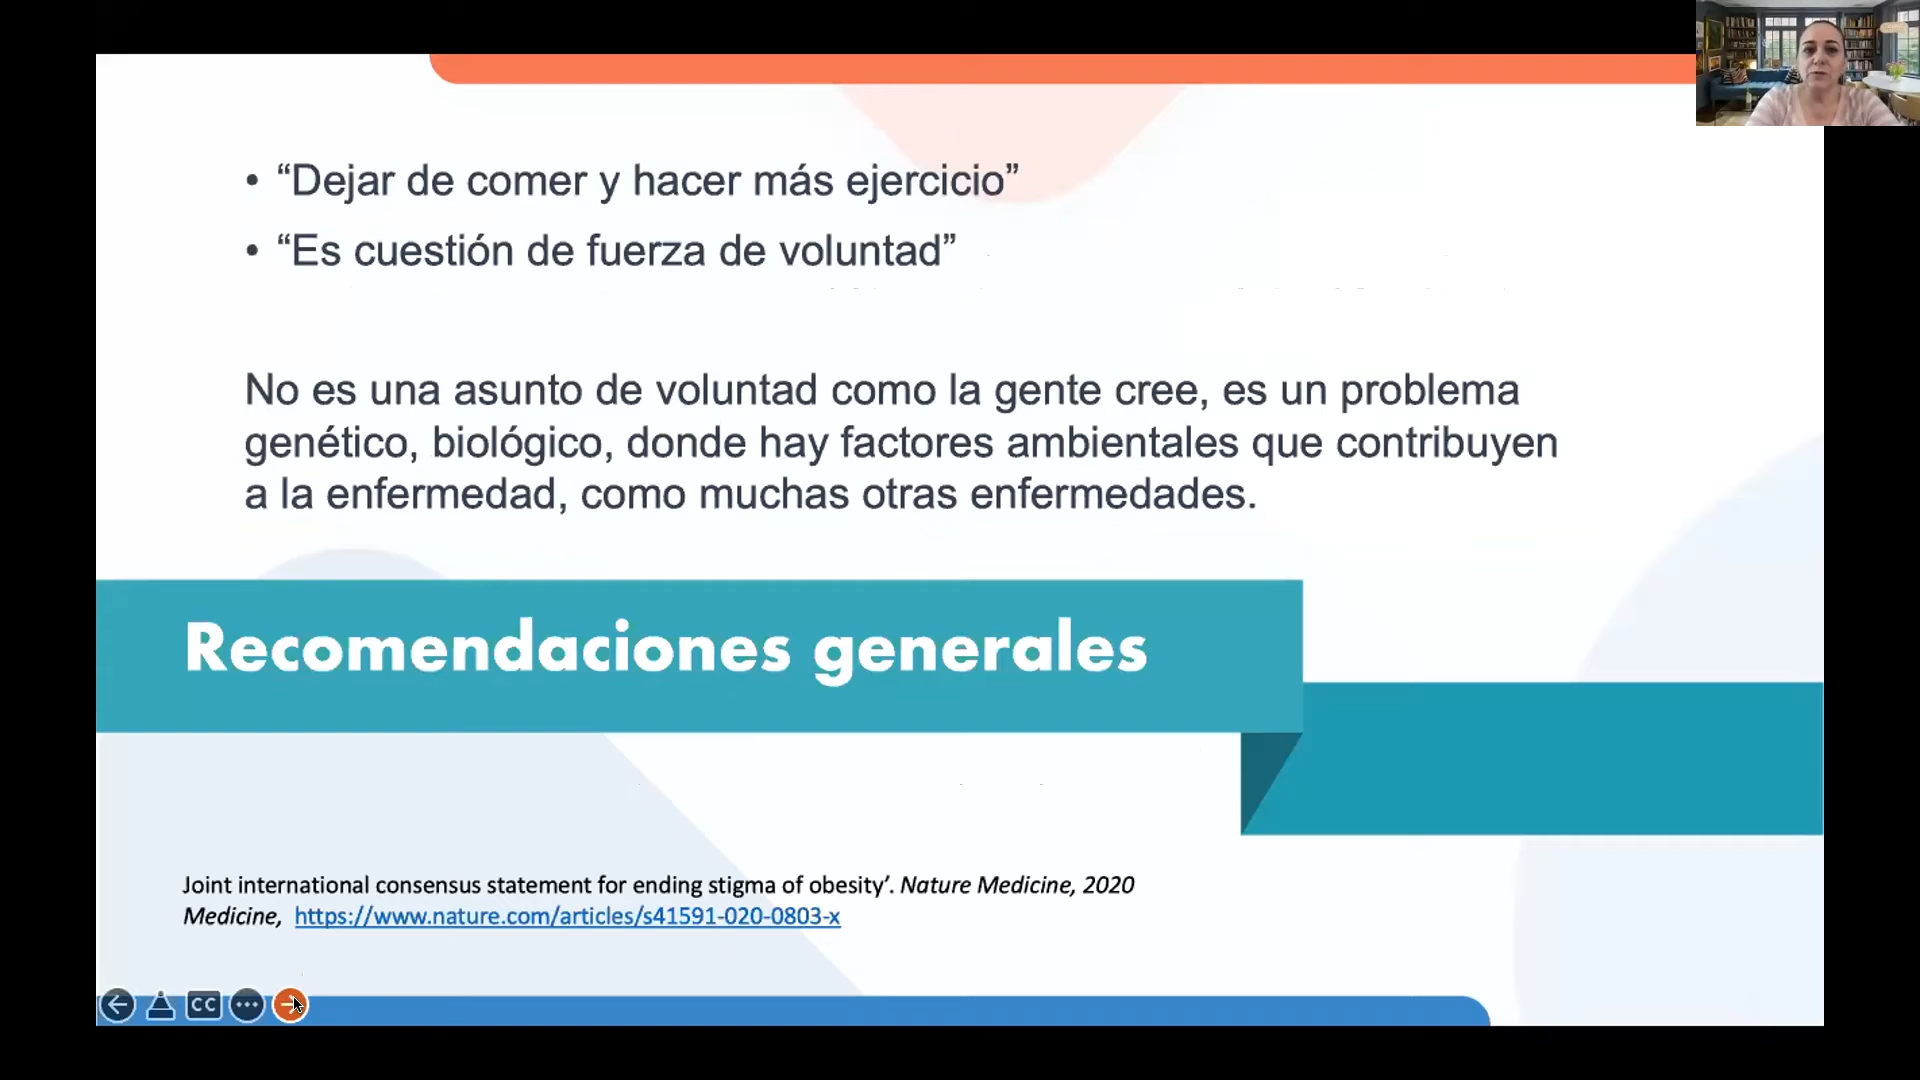 • “Dejar de comer y hacer más ejercicio”
• “Es cuestión de fuerza de voluntad”
No es una asunto de voluntad como la gente cree, es un problema
genético, biológico, donde hay factores ambientales que contribuyen
a la enfermedad, como muchas otras enfermedades.
Recomendaciones generales
Joint international consensus statement for ending stigma of obesity’. Nature Medicine, 2020
Medicine, https://www.nature.com/articles/s41591-020-0803-x
CC